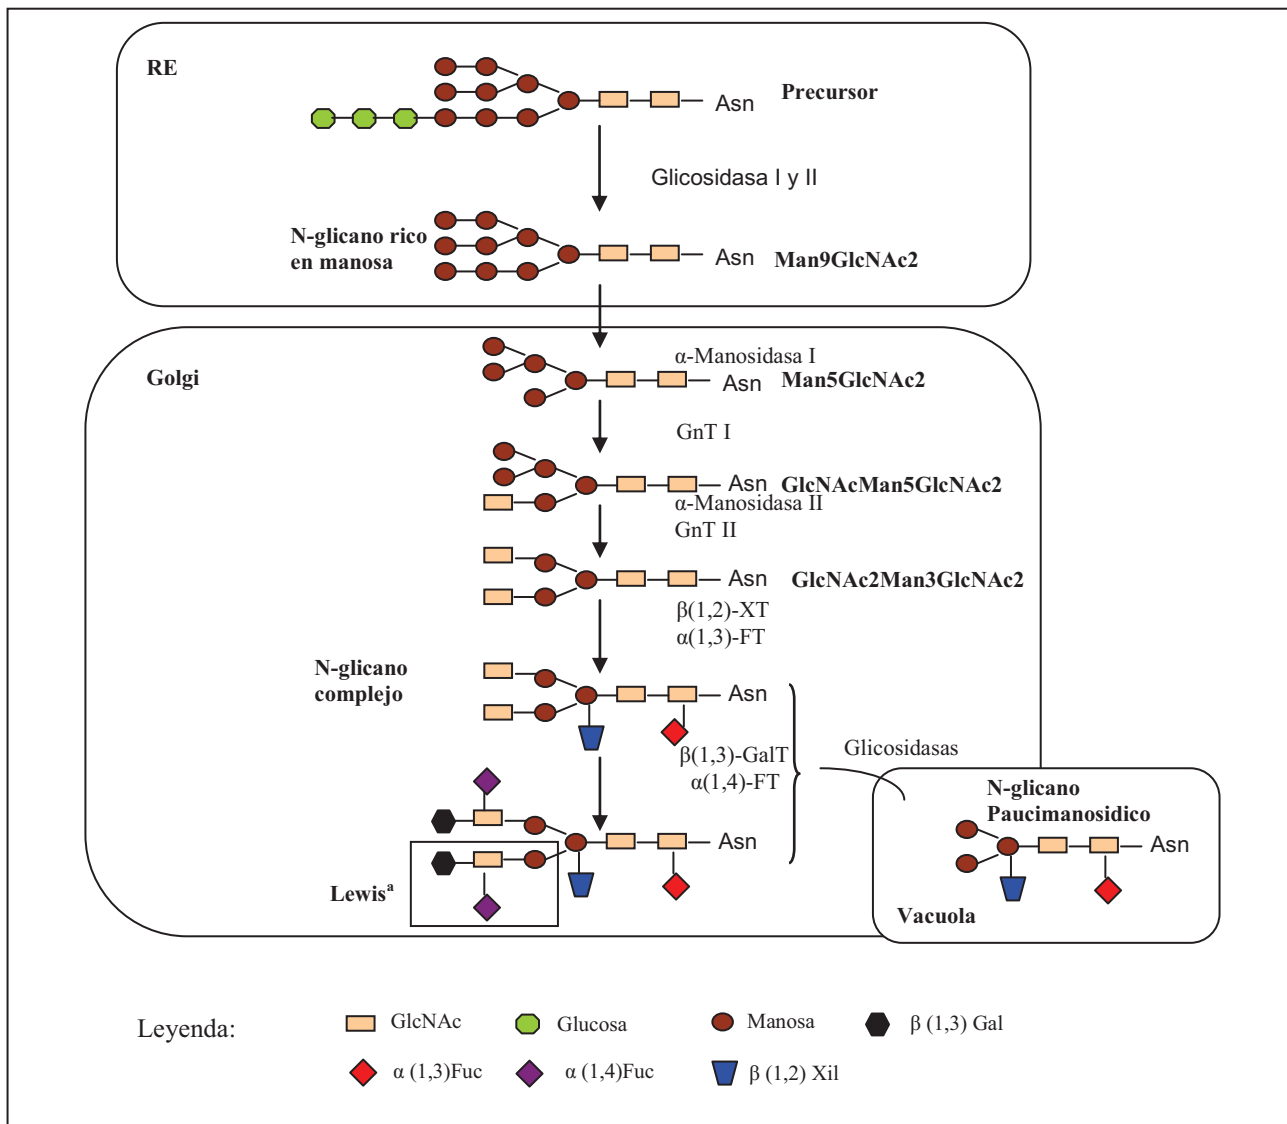 RE
Asn
Precursor
Glicosidasa I y II
N-glicano rico
en manosa
Asn
Man9GlcNAc2
Golgi
α-Manosidasa I
Asn
Man5GlcNAc2
GnT I
Asn
GlcNAcMan5GlcNAc2
α-Manosidasa II
GnT II
Asn
GlcNAc2Man3GlcNAc2
β(1,2)-XT
α(1,3)-FT
N-glicano
complejo
Asn
β(1,3)-GalT
α(1,4)-FT
Glicosidasas
N-glicano
Paucimanosidico
Asn
Asn
Lewisª
Vacuola
Leyenda:
GlcNAc
Glucosa
Manosa
β (1,3) Gal
α (1,3)Fuc
α (1,4)Fuc
β (1,2) Xil